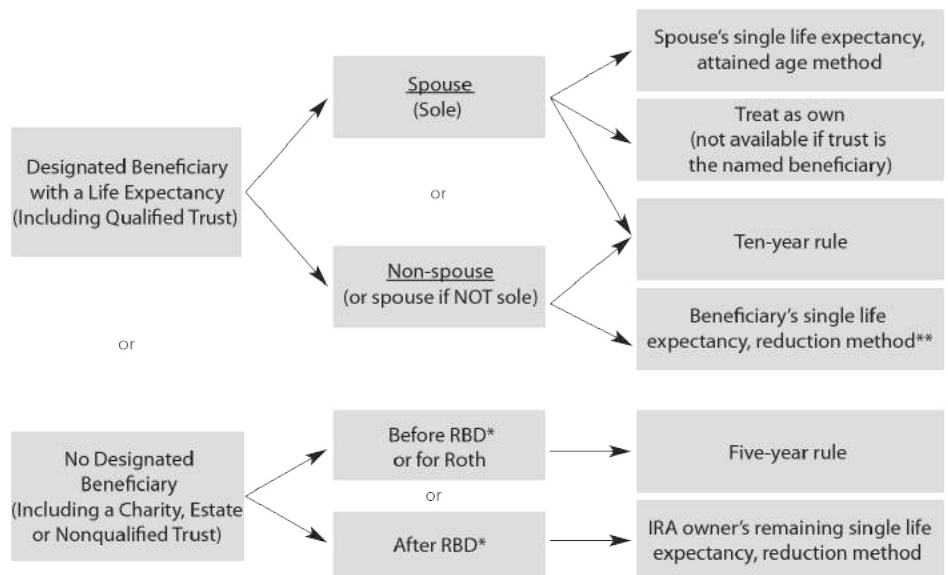 Designated Beneficiary
with a Life Expectancy
(Including Qualified Trust)
or
No Designated
Beneficiary
(Including a Charity, Estate
or Nonqualified Trust)
Spouse
(Sole)
or
Non-spouse
(or spouse if NOT sole)
Before RBD*
or for Roth
or
After RBD*
Spouse's single life expectancy,
attained age method
Treat as own
(not available if trust is
the named beneficiary)
Ten-year rule
Beneficiary's single life
expectancy, reduction method**
Five-year rule
IRA owner's remaining single life
expectancy, reduction method